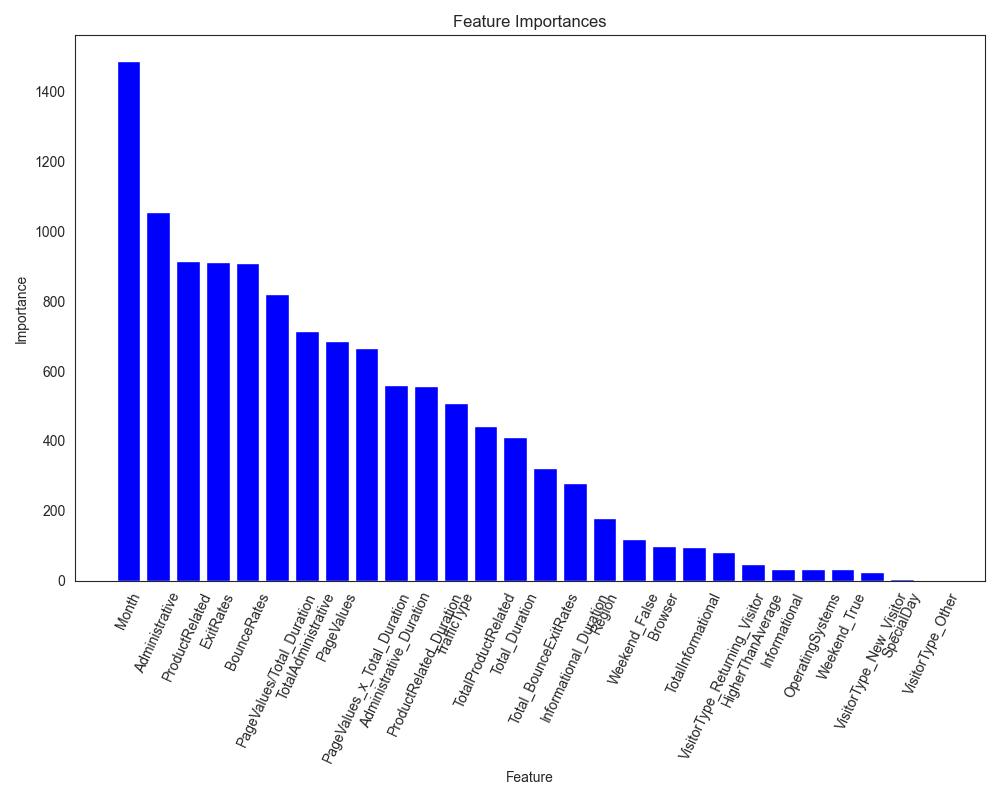 Feature Importances
Importance
1400
1200
1000
800
600
400
200
0
Month
Administrative
ProductRelated
ExitRates
BounceRates
PageValues/Total_Duration
TotalAdministrative
PageValues
PageValues_x_Total_Duration
Administrative_Duration
ProductRelated_Duration
TrafficType
TotalProductRelated
Total_Duration
Total_BounceExitRates
Informational_Duration
Region
Weekend_False
Browser
TotalInformational
VisitorType_Returning_Visitor
HigherThanAverage
Informational
OperatingSystems
Weekend_True
VisitorType_New_Visitor
SpecialDay
VisitorType_Other
Feature